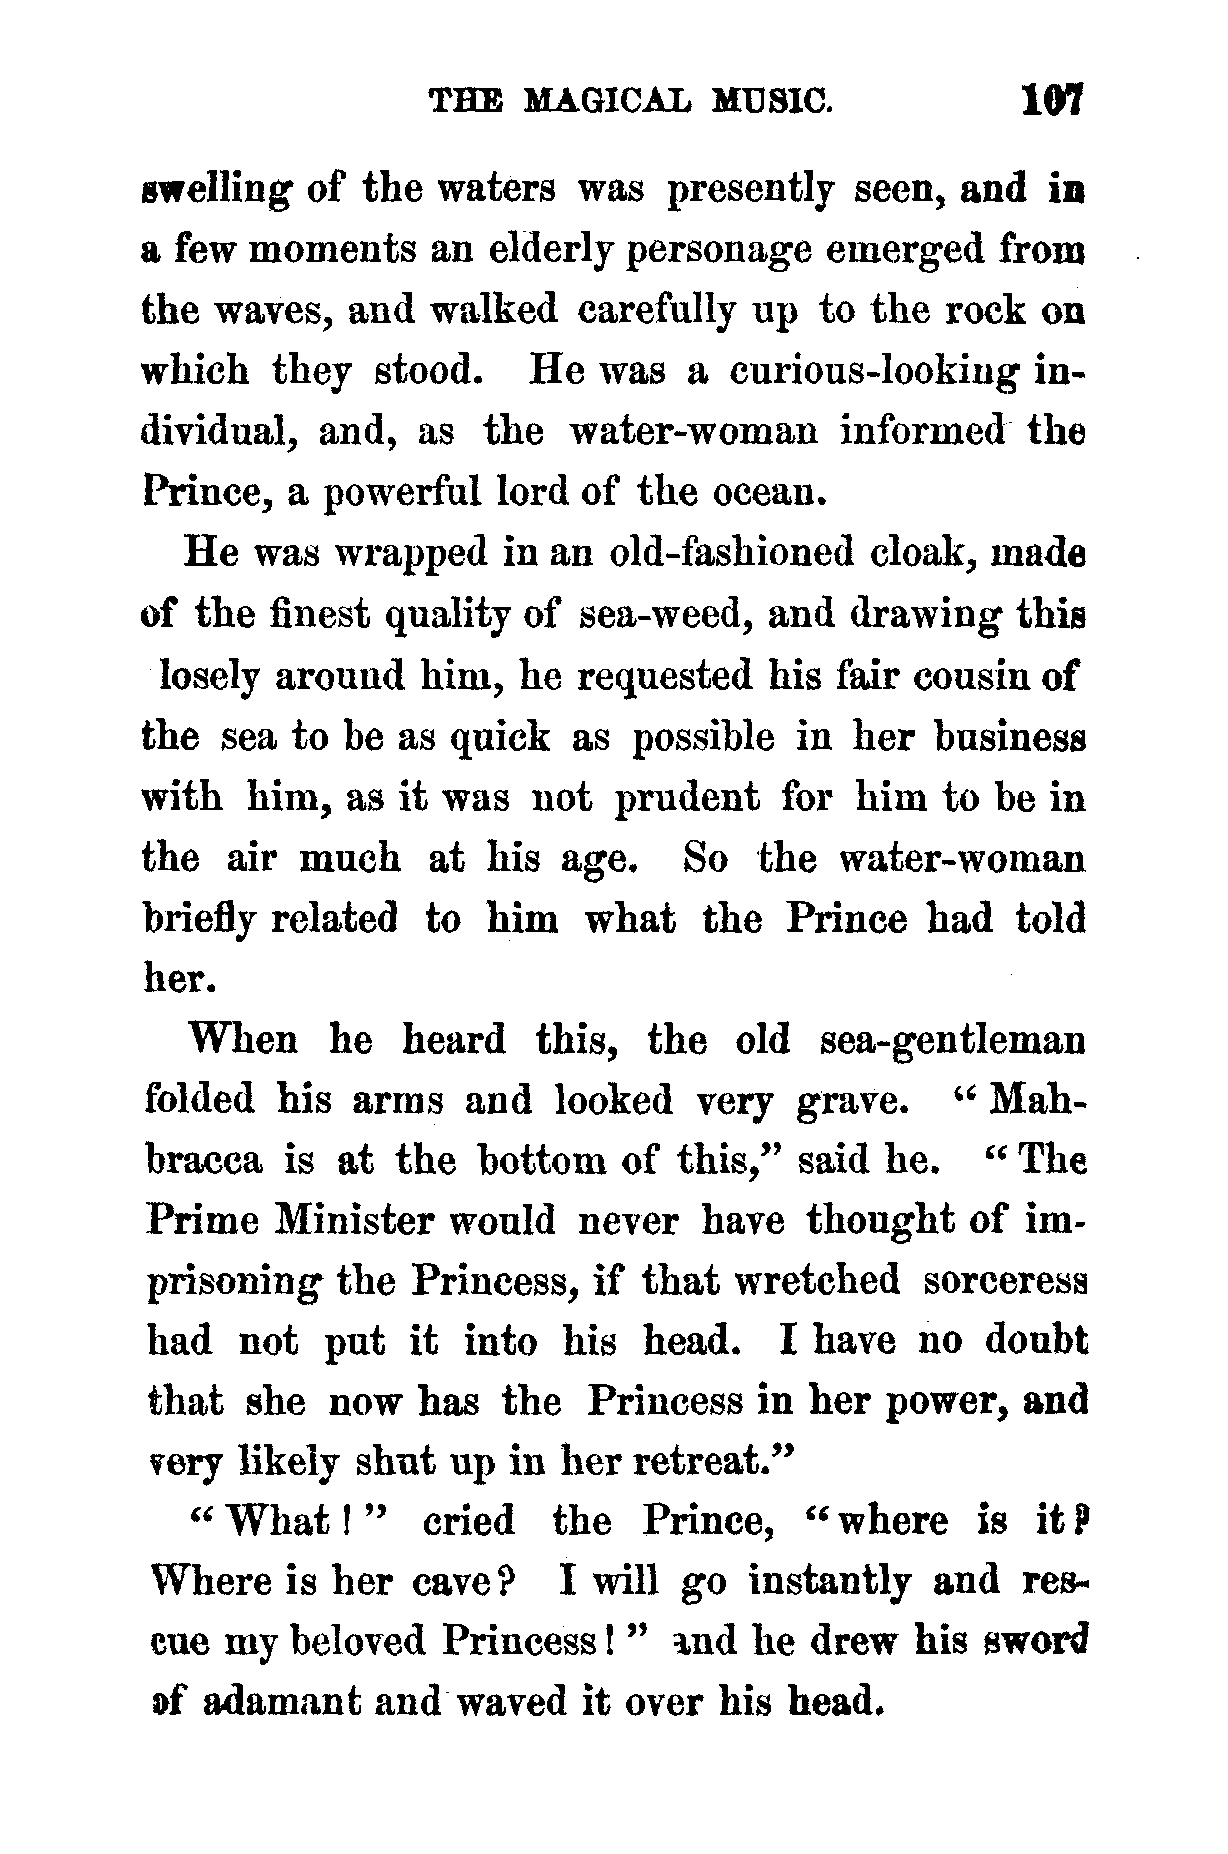 THE MAGICAL MUSIC. 107
swelling of the waters was presently seen, and in
a few moments an elderly personage emerged from
the waves, and walked carefully up to the rock on
which they stood. He was a curious-looking in-
dividual, and, as the water-woman informed the
Prince, a powerful lord of the ocean.
He was wrapped in an old-fashioned cloak, made
of the finest quality of sea-weed, and drawing this
losely around him, he requested his fair cousin of
the sea to be as quick as possible in her business
with him, as it was not prudent for him to be in
the air much at his age. So the water-woman
briefly related to him what the Prince had told
her.
When he heard this, the old sea-gentleman
folded his arms and looked very grave. “Mah-
bracca is at the bottom of this,” said he. “The
Prime Minister would never have thought of im-
prisoning the Princess, if that wretched sorceress
had not put it into his head. I have no doubt
that she now has the Princess in her power, and
very likely shut up in her retreat.”
“What!” cried the Prince, “where is it?
Where is her cave? I will go instantly and res-
cue my beloved Princess!” and he drew his sword
of adamant and waved it over his head.